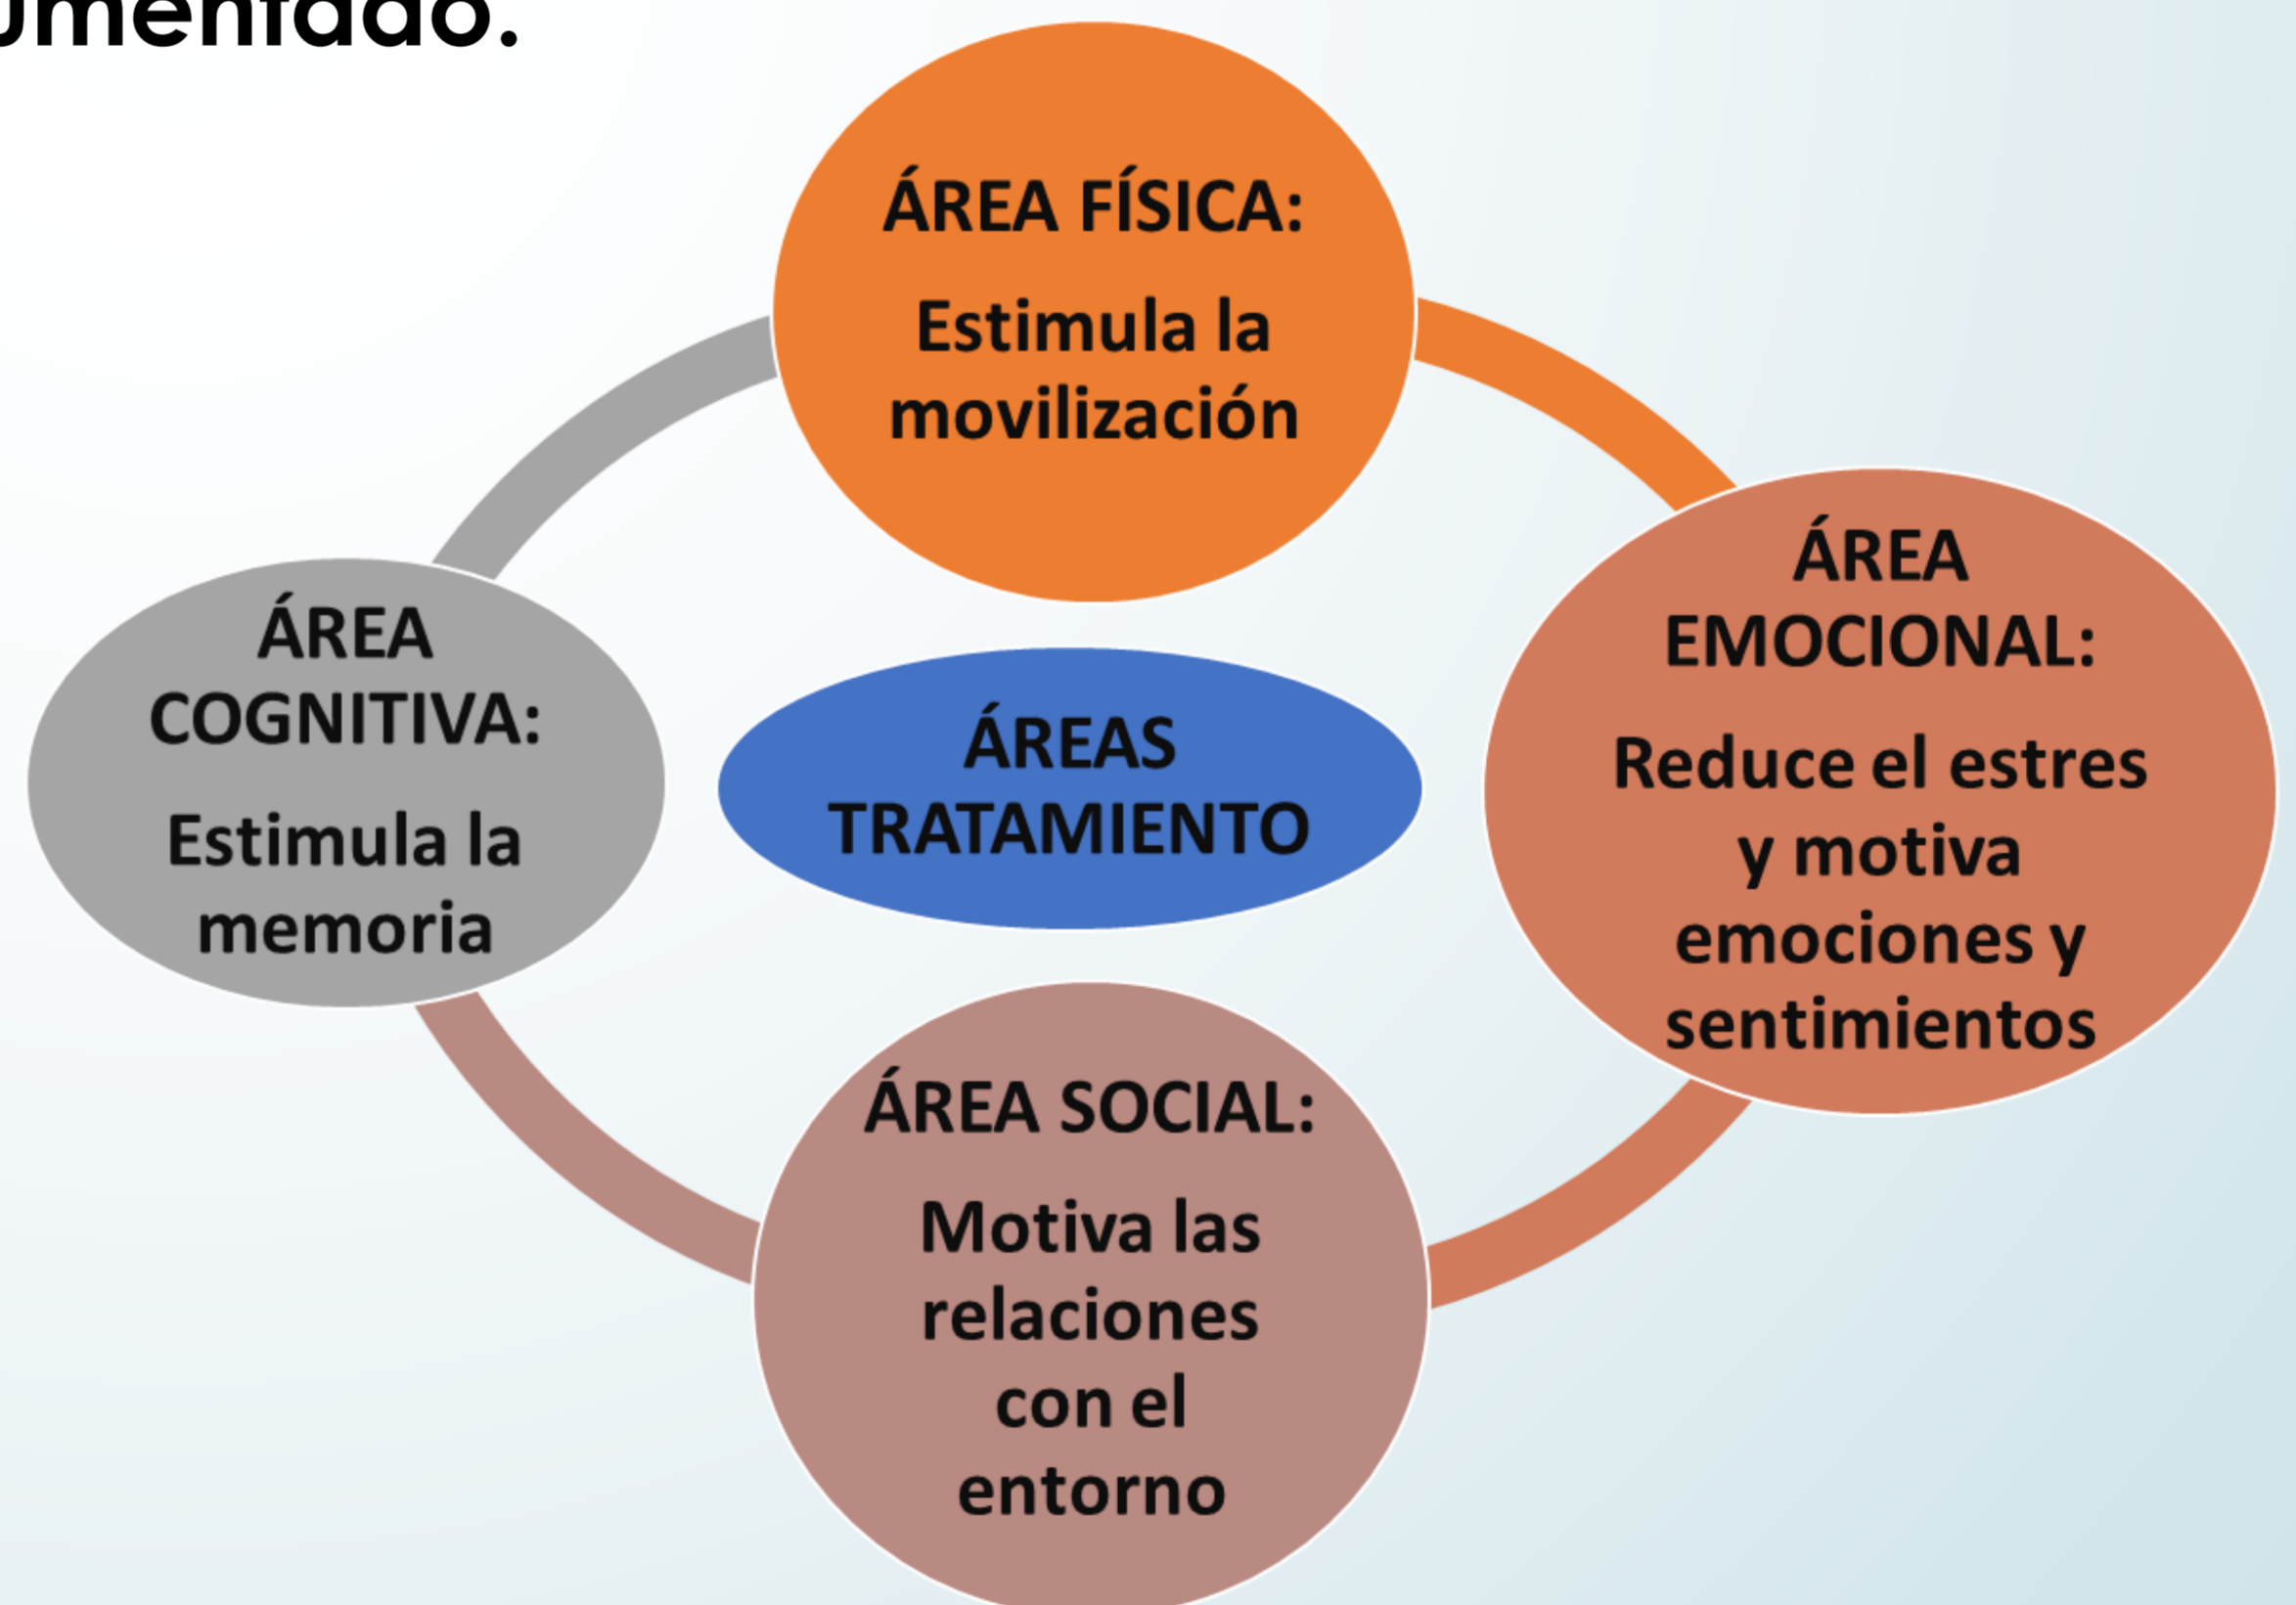 ÁREA FÍSICA:
Estimula la
movilización
ÁREA
EMOCIONAL:
Reduce el estres
y motiva
emociones y
sentimientos
ÁREA SOCIAL:
Motiva las
relaciones
con el
entorno
ÁREA
COGNITIVA:
Estimula la
memoria
ÁREAS
TRATAMIENTO